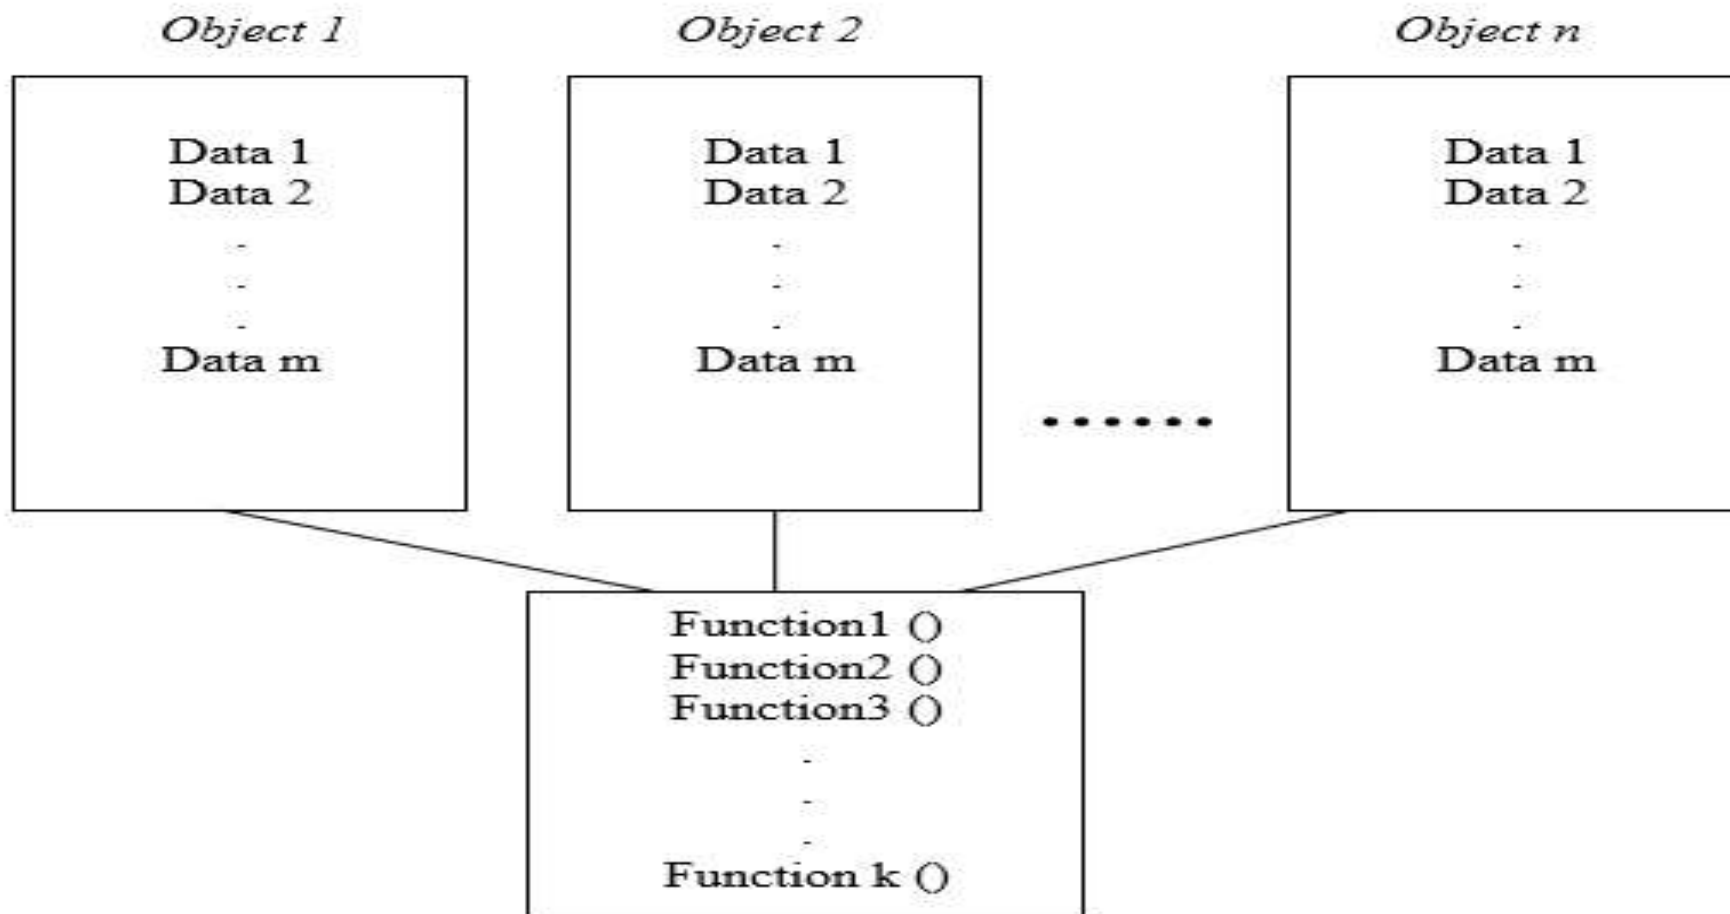 Object 1
Object 2
Object n
Data 1
Data 2
.
.
.
Data m
Data 1
Data 2
.
.
.
Data m
Data 1
Data 2
.
.
.
Data m
......
Function1 ()
Function2 ()
Function3 ()
.
.
.
Function k ()